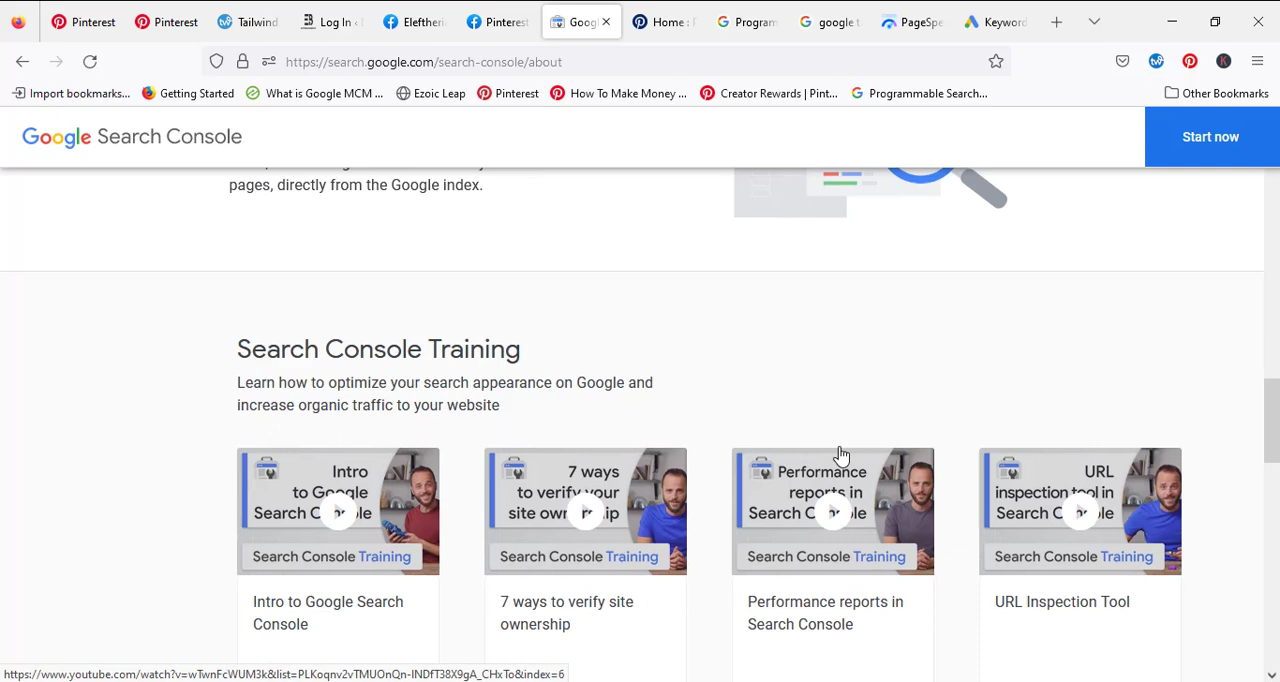 Pinterest
Pinterest
Tailwind
Log In ‹
Eleftheri
Pinterest
Goog
Home :
Program
google t
PageSpe
Keyword
https://search.google.com/search-console/about
Import bookmarks...
Getting Started
What is Google MCM ...
Ezoic Leap
Pinterest
How To Make Money ...
Creator Rewards | Pint...
Programmable Search...
Other Bookmarks
Google Search Console
Start now
pages, directly from the Google index.
Search Console Training
Learn how to optimize your search appearance on Google and
increase organic traffic to your website
Intro
to Google
Search Console
Search Console Training
7 ways
to verify your
site ownership
Search Console Training
Performance
reports in
Search Console
Search Console Training
URL
inspection tool in
Search Console
Search Console Training
Intro to Google Search
Console
7 ways to verify site
ownership
Performance reports in
Search Console
URL Inspection Tool
https://www.youtube.com/watch?v=wTwnFcWUM3k&list=PLKoqnv2vTMUOnQn-lNDfT38X9gA_CHxTo&index=6